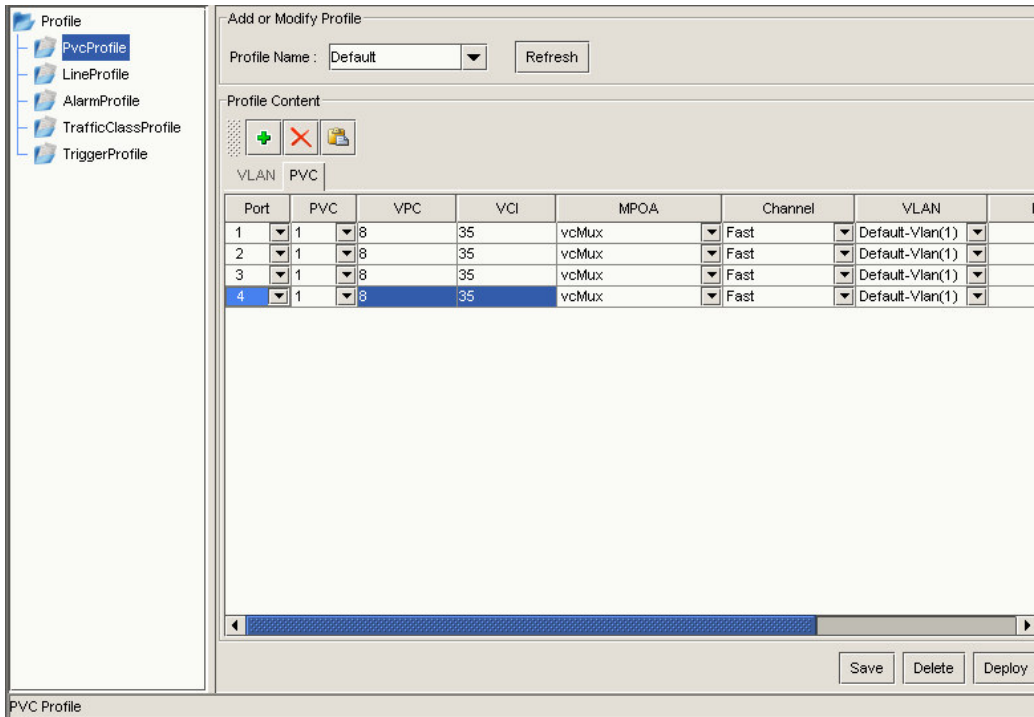 Profile
PvcProfile
LineProfile
AlarmProfile
TrafficClassProfile
TriggerProfile
Add or Modify Profile
Profile Name : Default Refresh
Profile Content
VLAN PVC
Port PVC VPC VCI MPOA Channel VLAN
1 1 8 35 vcMux Fast Default-Vlan(1)
2 1 8 35 vcMux Fast Default-Vlan(1)
3 1 8 35 vcMux Fast Default-Vlan(1)
4 1 8 35 vcMux Fast Default-Vlan(1)
Save Delete Deploy
PVC Profile